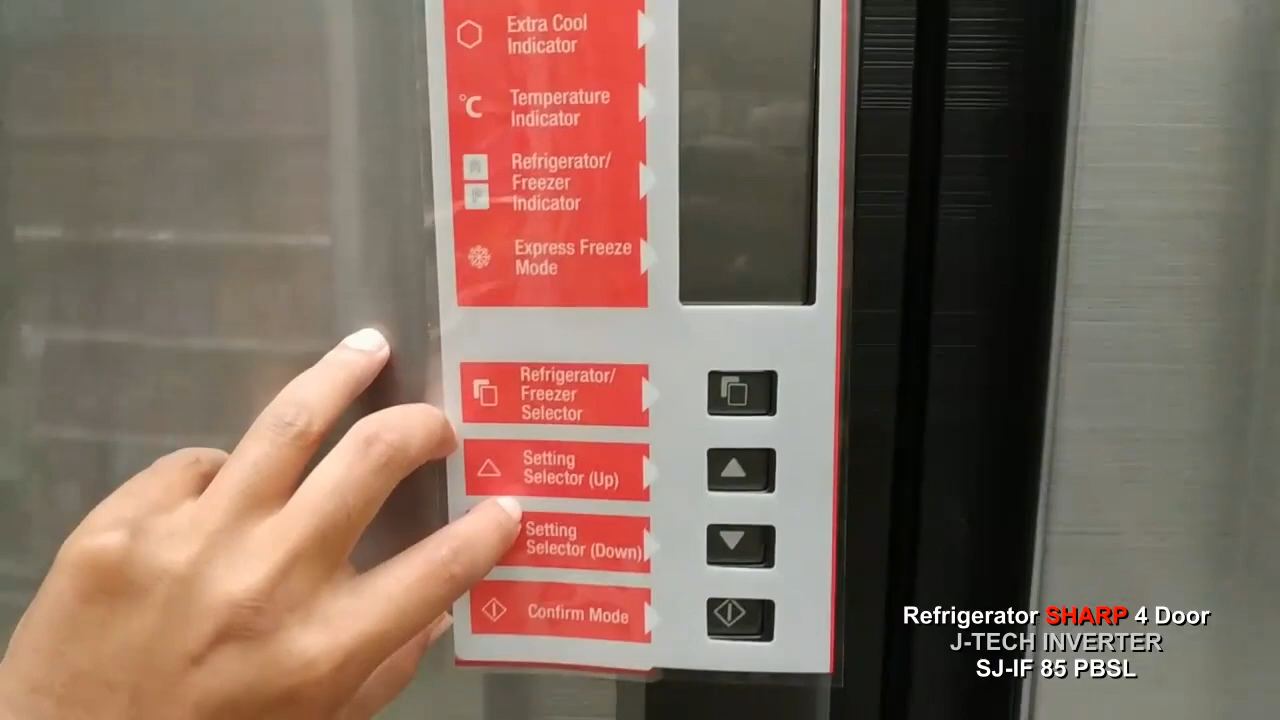 Extra Cool
Indicator
°C
Temperature
Indicator
Refrigerator/
Freezer
Indicator
Express Freeze
Mode
Refrigerator/
Freezer
Selector
Setting
Selector (Up)
Setting
Selector (Down)
Confirm Mode
Refrigerator SHARP 4 Door
J-TECH INVERTER
SJ-IF 85 PBSL